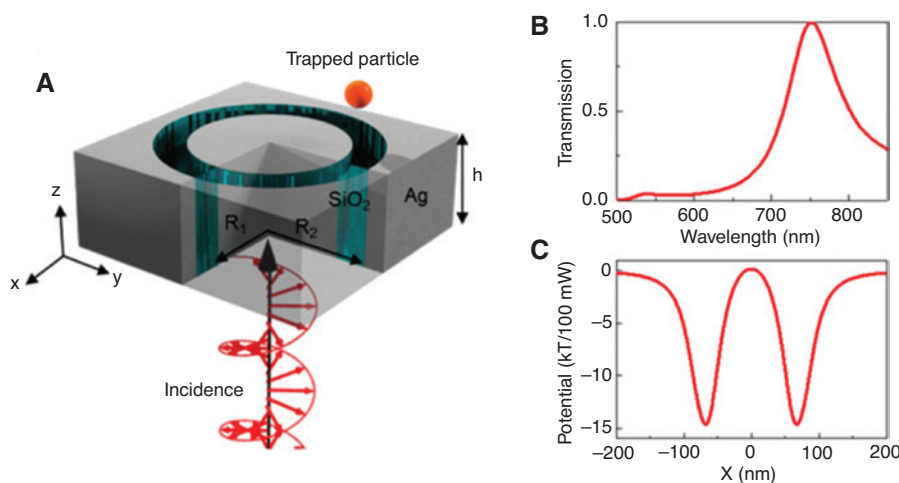 A
Trapped particle
h
SiO2
Ag
R1
R2
z
x
y
Incidence
B
1.0
0.5
0.0
Transmission
500
600
700
800
Wavelength (nm)
C
0
−5
−10
−15
Potential (kT/100 mW)
−200
−100
0
100
200
X (nm)